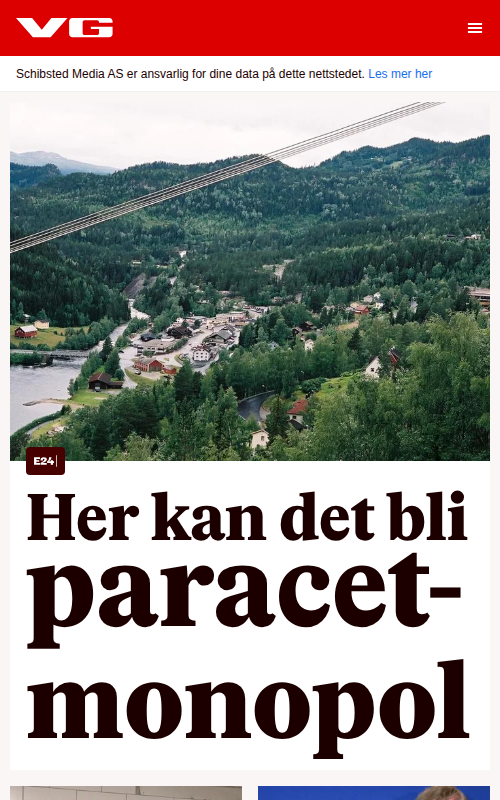 VG
Schibsted Media AS er ansvarlig for dine data på dette nettstedet. Les mer her
E24
Her kan det bli
paracet-
monopol